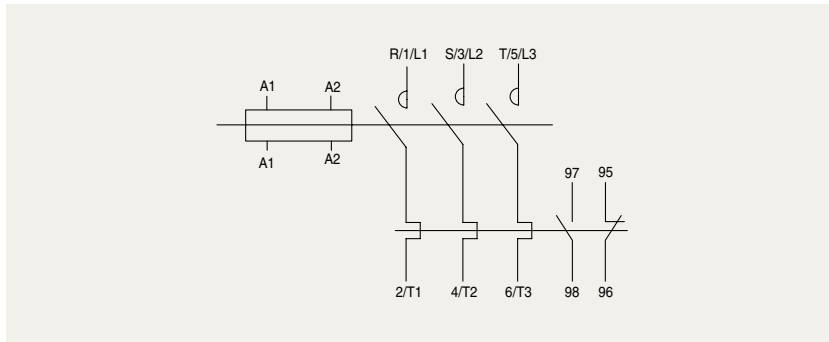 R/1/L1 S/3/L2 T/5/L3
A1 A2
A1 A2
97 95
2/T1 4/T2 6/T3 98 96